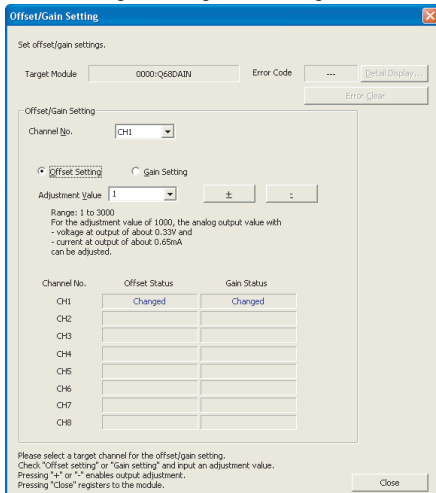 Offset/Gain Setting
Set offset/gain settings.
Target Module 0000:Q68DAIN Error Code --- Detail Display...
Error Clear
Offset/Gain Setting
Channel No. CH1
Offset Setting Gain Setting
Adjustment Value 1 + -
Range: 1 to 3000
For the adjustment value of 1000, the analog output value with
- voltage at output of about 0.33V and
- current at output of about 0.65mA
can be adjusted.
Channel No. Offset Status Gain Status
CH1 Changed Changed
CH2
CH3
CH4
CH5
CH6
CH7
CH8
Please select a target channel for the offset/gain setting.
Check "Offset setting" or "Gain setting" and input an adjustment value.
Pressing "+" or "-" enables output adjustment.
Pressing "Close" registers to the module. Close